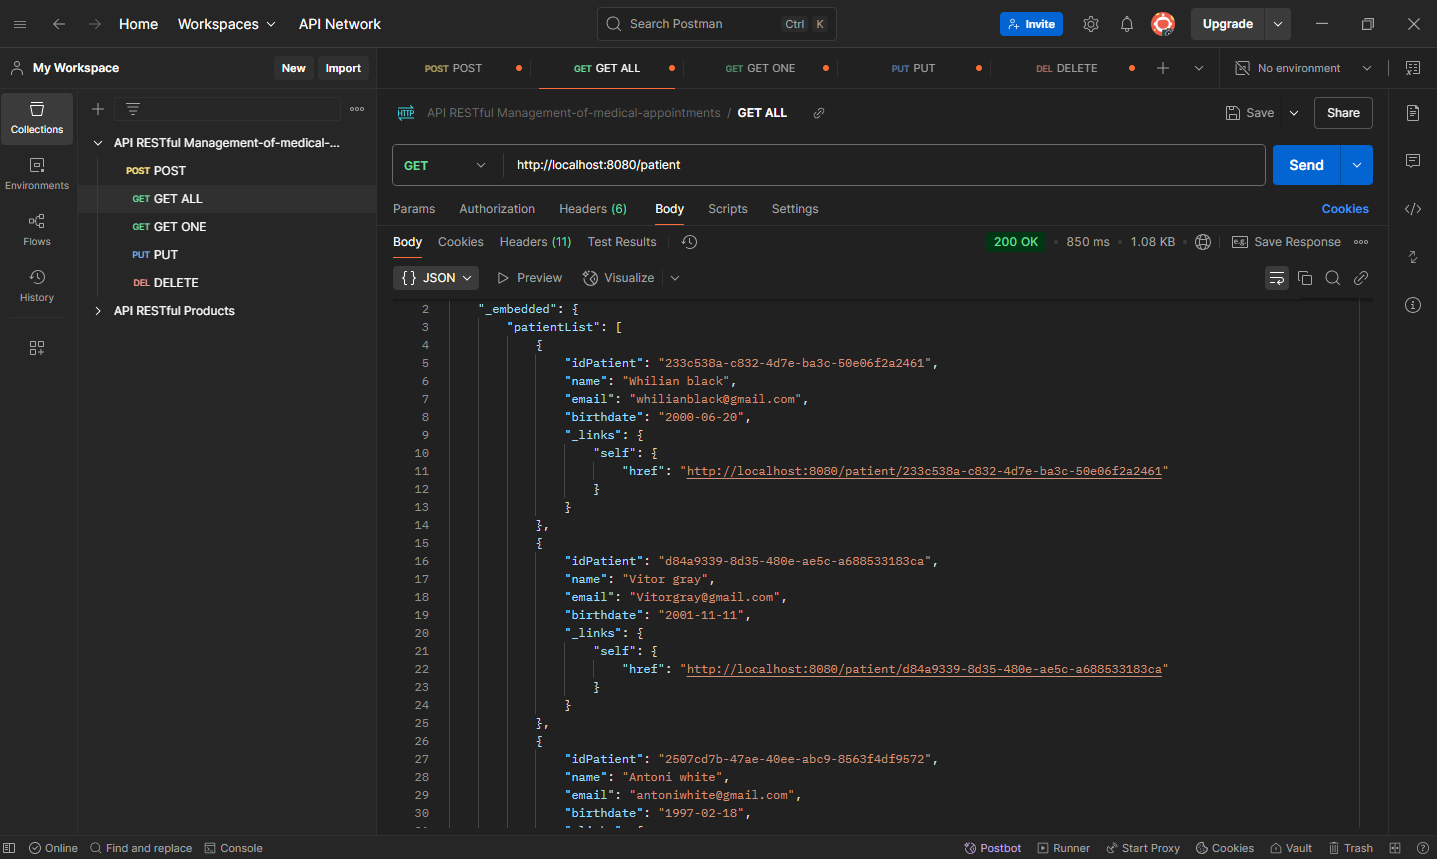 Home
Workspaces
API Network
Search Postman
Ctrl
K
Invite
Upgrade
My Workspace
New
Import
POST POST
GET GET ALL
GET GET ONE
PUT PUT
DEL DELETE
No environment
Collections
Environments
Flows
History
API RESTful Management-of-medical-...
POST POST
GET GET ALL
GET GET ONE
PUT PUT
DEL DELETE
API RESTful Products
HTTP
API RESTful Management-of-medical-appointments / GET ALL
Save
Share
GET
http://localhost:8080/patient
Send
Params
Authorization
Headers (6)
Body
Scripts
Settings
Cookies
Body
Cookies
Headers (11)
Test Results
200 OK
850 ms
1.08 KB
e.g.
Save Response
{} JSON
Preview
Visualize
2 "_embedded": {
3 "patientList": [
4 {
5 "idPatient": "233c538a-c832-4d7e-ba3c-50e06f2a2461",
6 "name": "Whilian black",
7 "email": "whilianblack@gmail.com",
8 "birthdate": "2000-06-20",
9 "_links": {
10 "self": {
11 "href": "http://localhost:8080/patient/233c538a-c832-4d7e-ba3c-50e06f2a2461"
12 }
13 }
14 },
15 {
16 "idPatient": "d84a9339-8d35-480e-ae5c-a688533183ca",
17 "name": "Vitor gray",
18 "email": "Vitorgray@gmail.com",
19 "birthdate": "2001-11-11",
20 "_links": {
21 "self": {
22 "href": "http://localhost:8080/patient/d84a9339-8d35-480e-ae5c-a688533183ca"
23 }
24 }
25 },
26 {
27 "idPatient": "2507cd7b-47ae-40ee-abc9-8563f4df9572",
28 "name": "Antoni white",
29 "email": "antoniwhite@gmail.com",
30 "birthdate": "1997-02-18",
Online
Find and replace
Console
Postbot
Runner
Start Proxy
Cookies
Vault
Trash